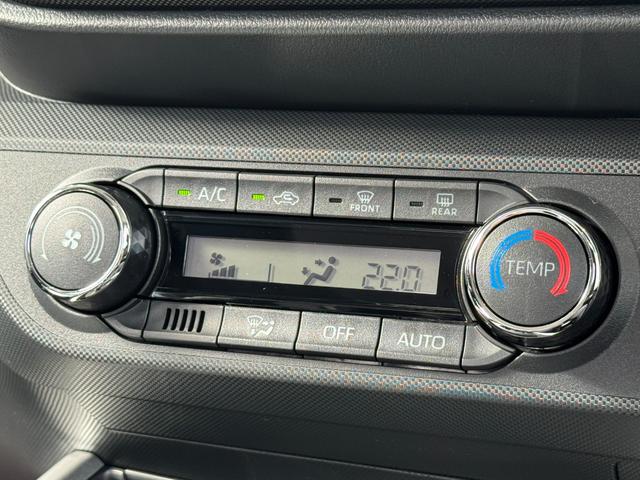 A/C
FRONT
REAR
22.0
TEMP
OFF
AUTO